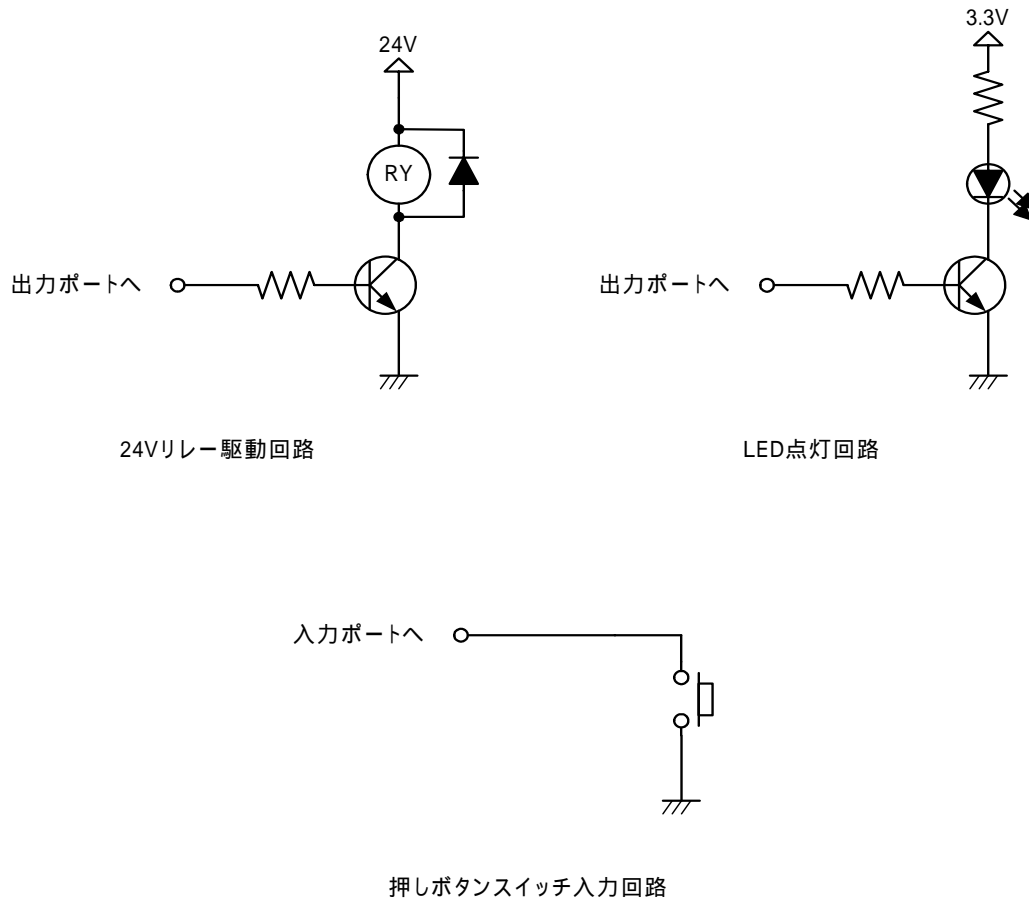 3.3V
24V
RY
出力ポートへ
出力ポートへ
24Vリレー駆動回路
LED点灯回路
入力ポートへ
押しボタンスイッチ入力回路